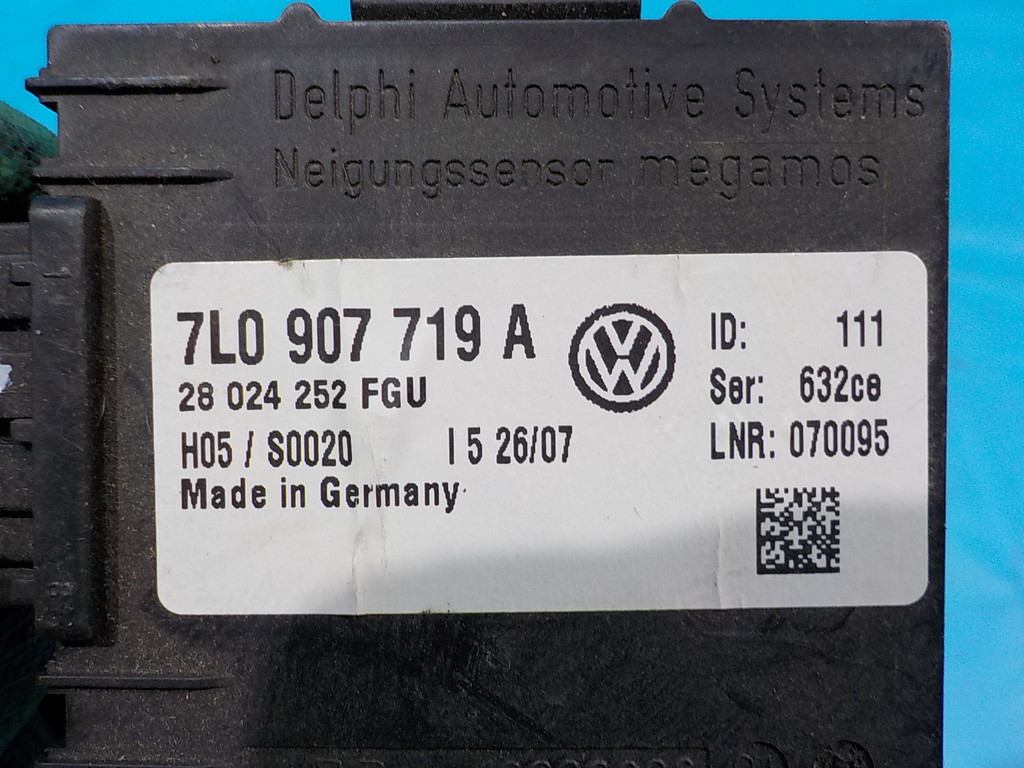 Delphi Automotive Systems
Neigungssensor megamos
7L0 907 719 A
28 024 252 FGU
H05 / S0020 I 5 26/07
Made in Germany
ID: 111
Ser: 632ce
LNR: 070095